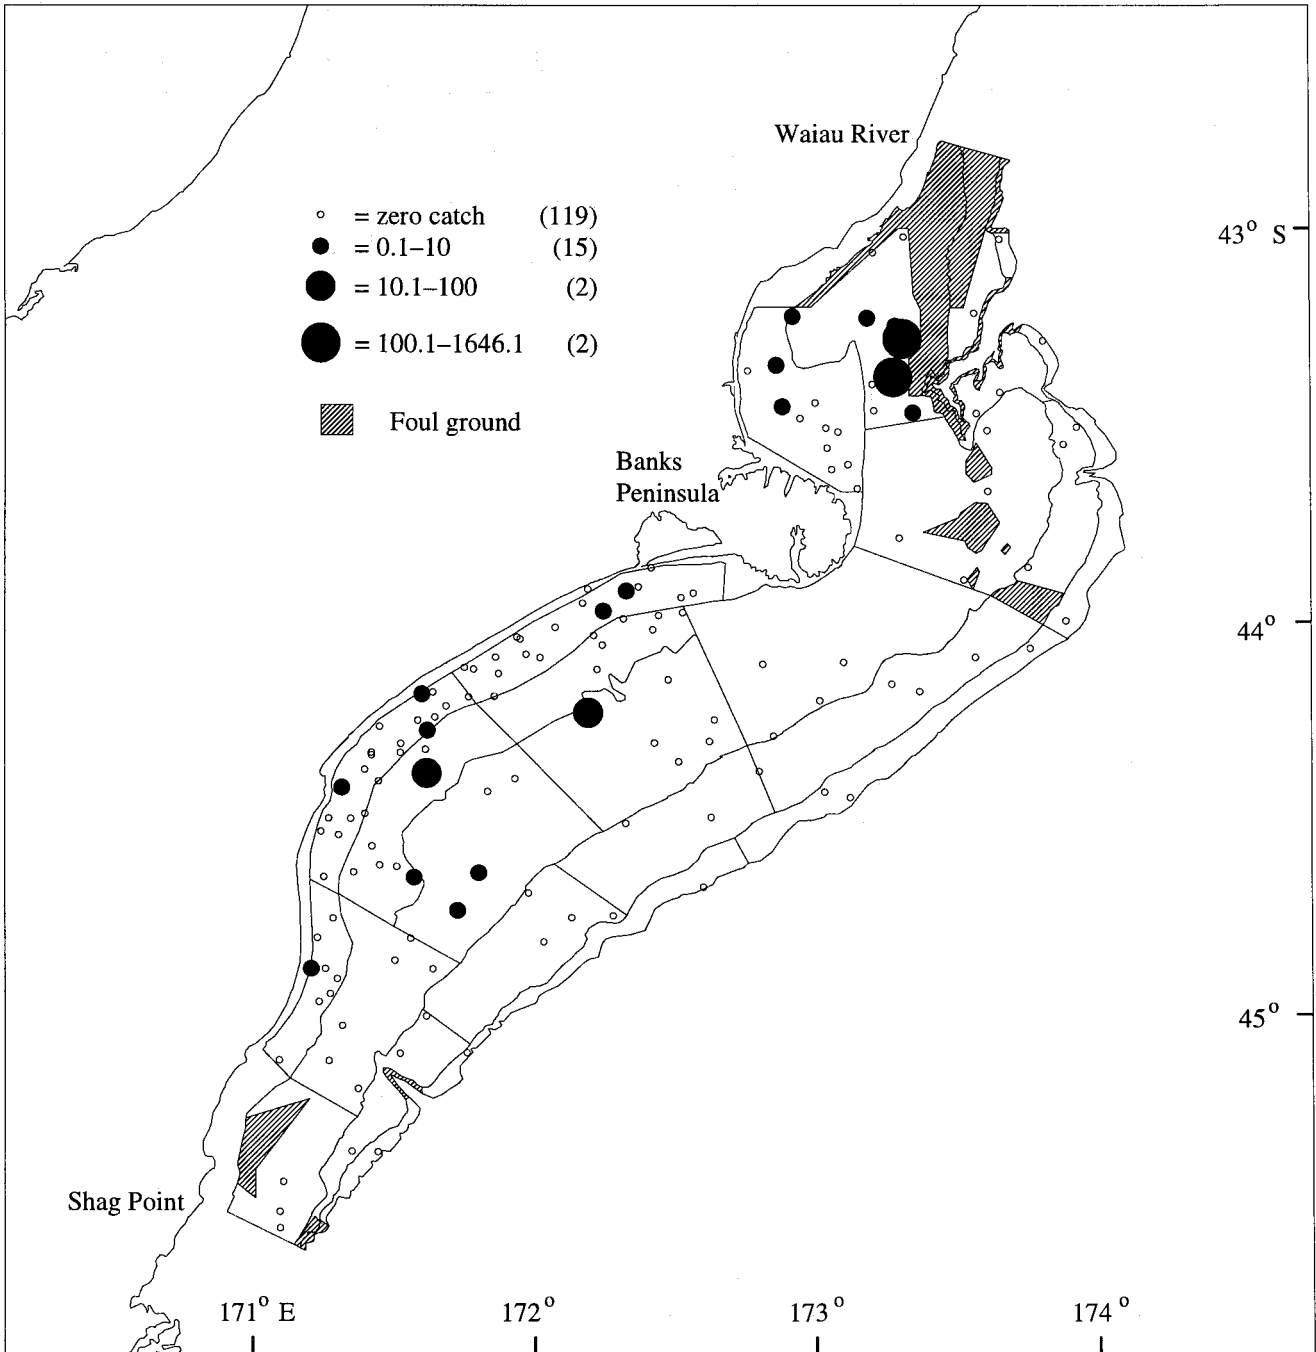 Waiau River
= zero catch (119)
= 0.1–10 (15)
= 10.1–100 (2)
= 100.1–1646.1 (2)
Foul ground
43° S
Banks
Peninsula
44°
45°
Shag Point
171° E 172° 173° 174°